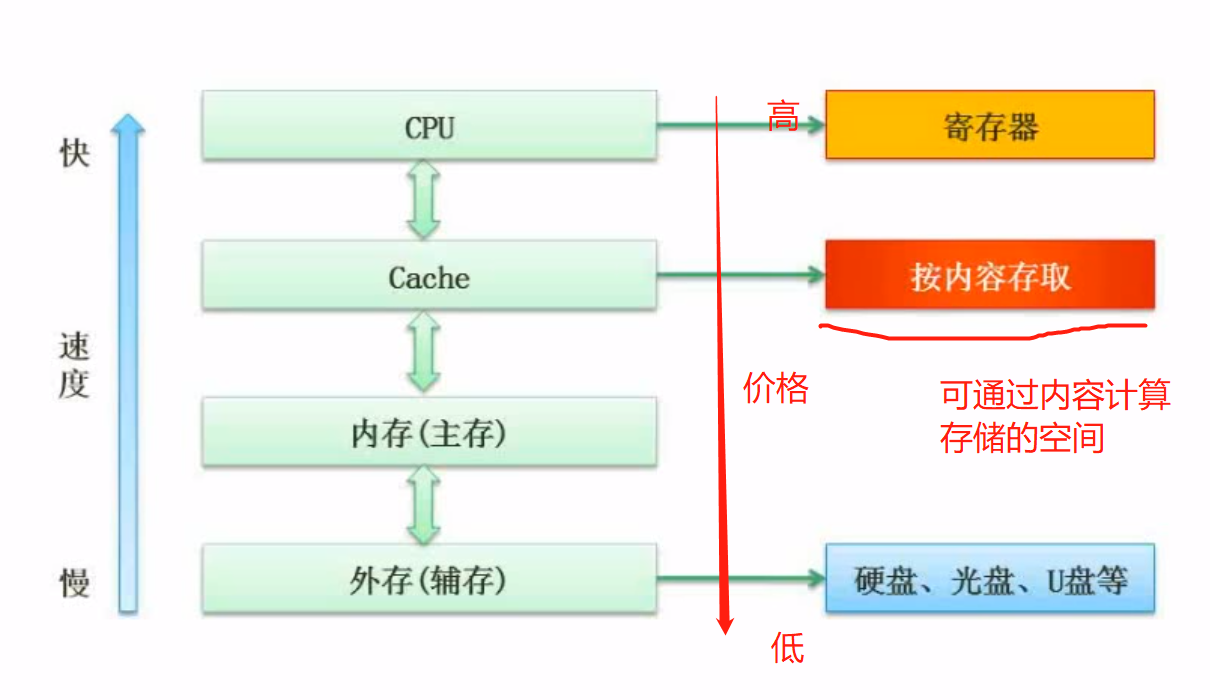 快
速
度
慢
CPU
高
寄存器
Cache
按内容存取
价格
可通过内容计算
存储的空间
内存(主存)
外存(辅存)
硬盘、光盘、U盘等
低